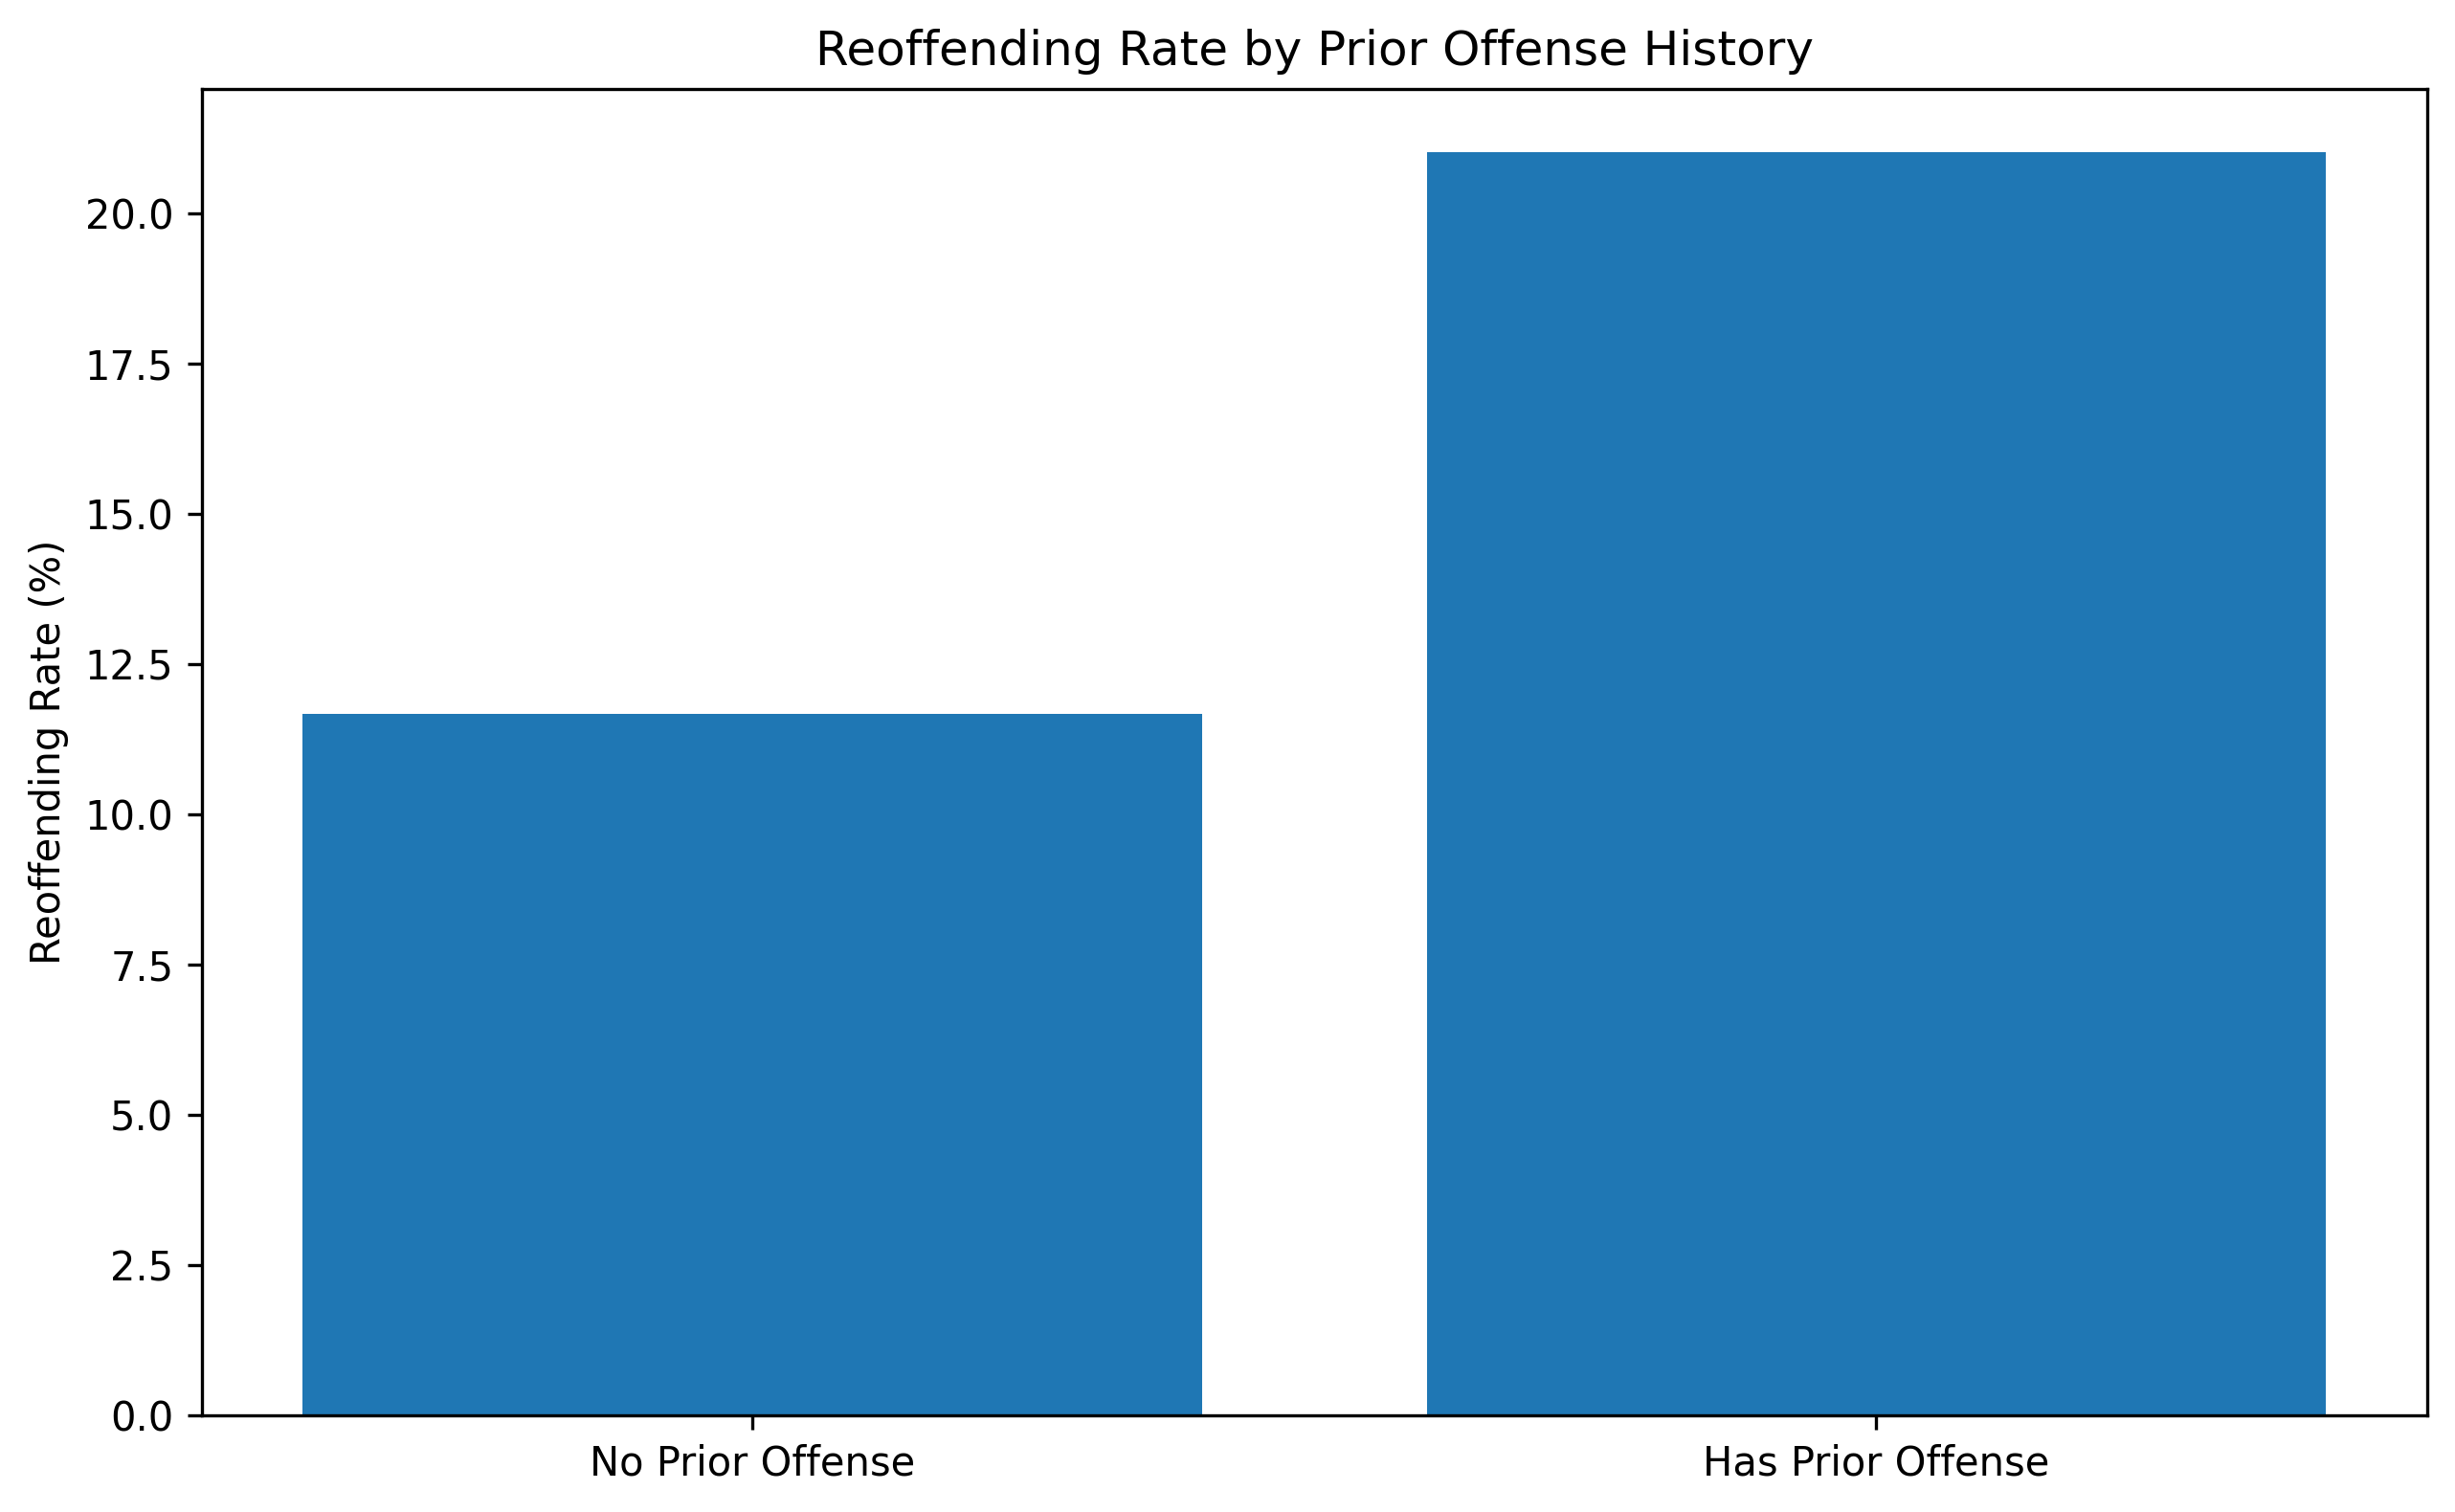 Reoffending Rate by Prior Offense History
Reoffending Rate (%)
20.0
17.5
15.0
12.5
10.0
7.5
5.0
2.5
0.0
No Prior Offense
Has Prior Offense